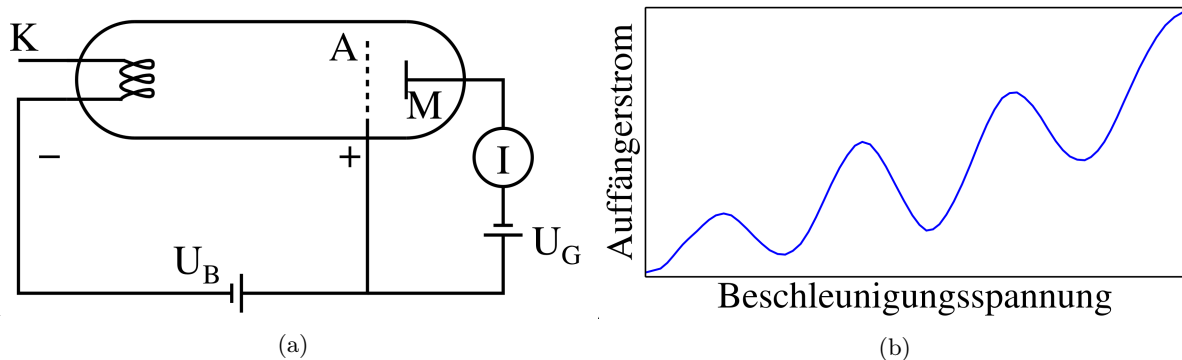 K
A
M
−
+
I
U_B
U_G
(a)
Auffängerstrom
Beschleunigungsspannung
(b)